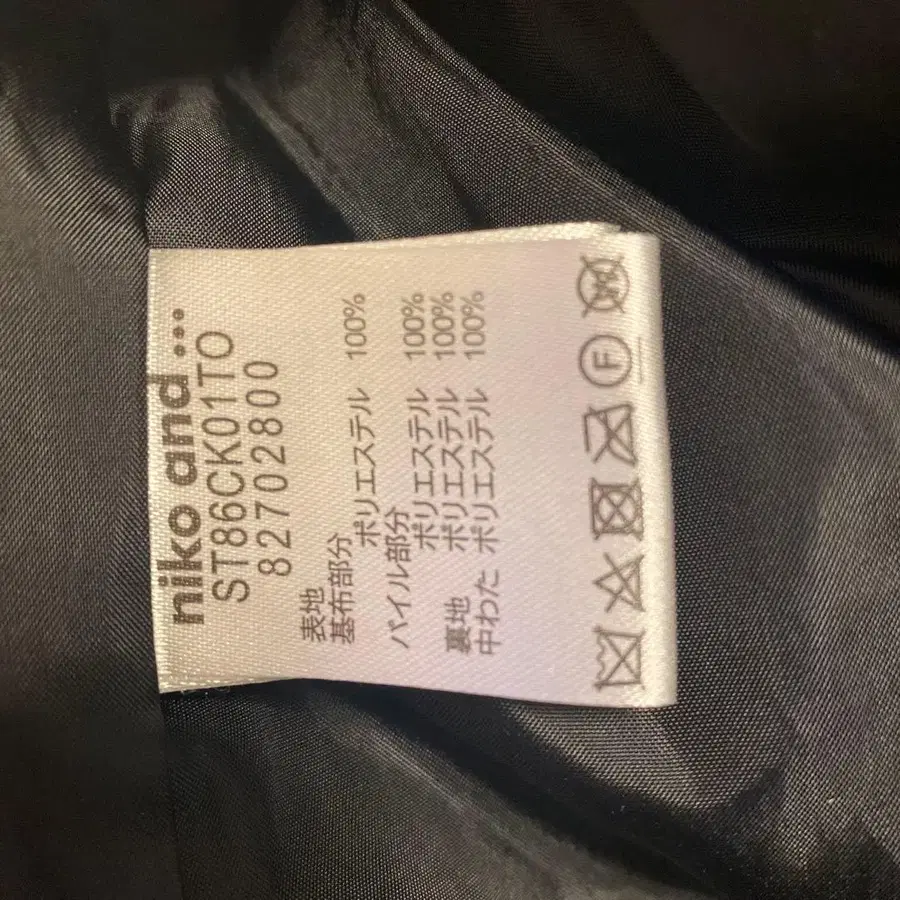 niko and ...
ST86CK01TO
82702800
表地
基布部分
ポリエステル 100%
パイル部分
ポリエステル 100%
裏地 ポリエステル 100%
中わた ポリエステル 100%
F
W